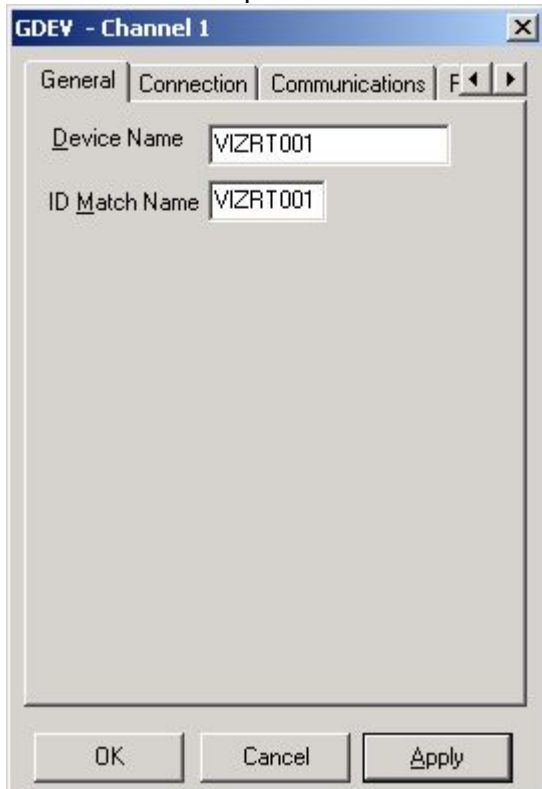 GDEV - Channel 1
General Connection Communications
Device Name VIZRT001
ID Match Name VIZRT001
OK Cancel Apply